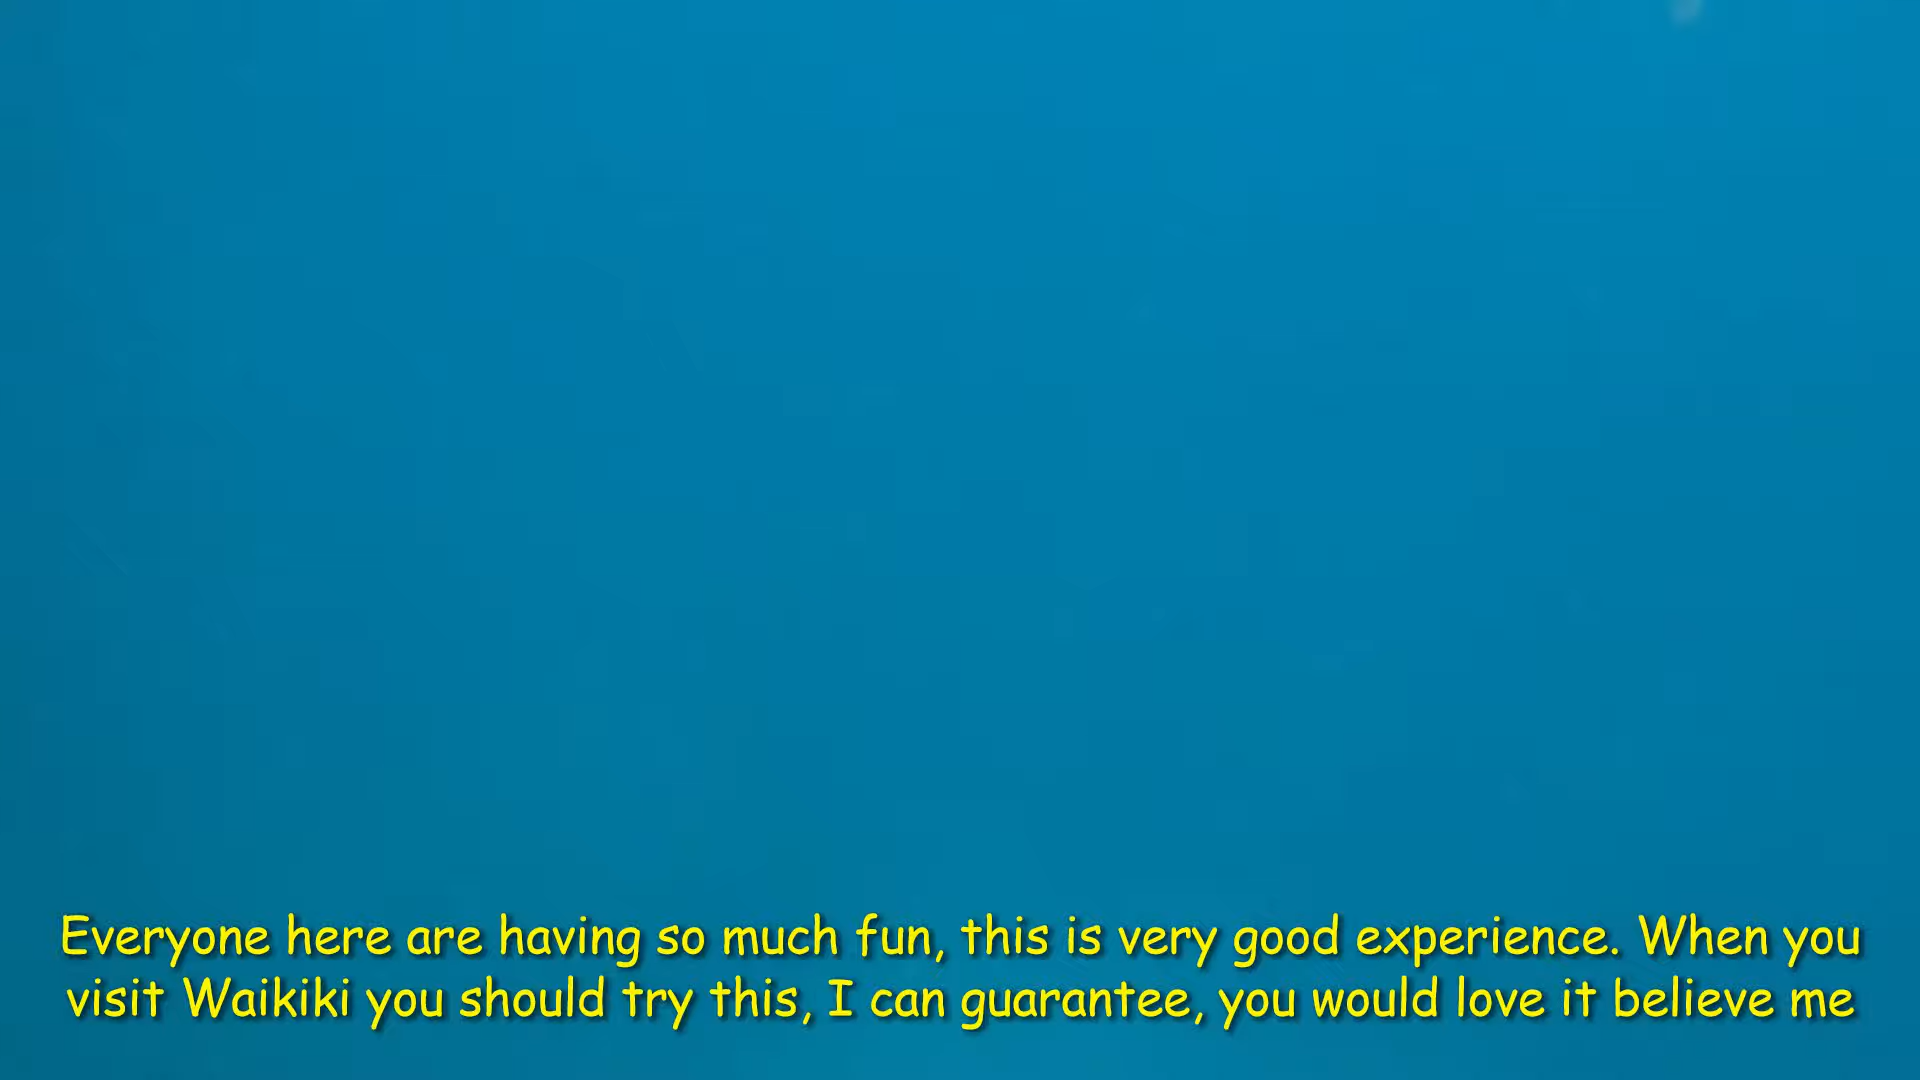 Everyone here are having so much fun, this is very good experience. When you
visit Waikiki you should try this, I can guarantee, you would love it believe me